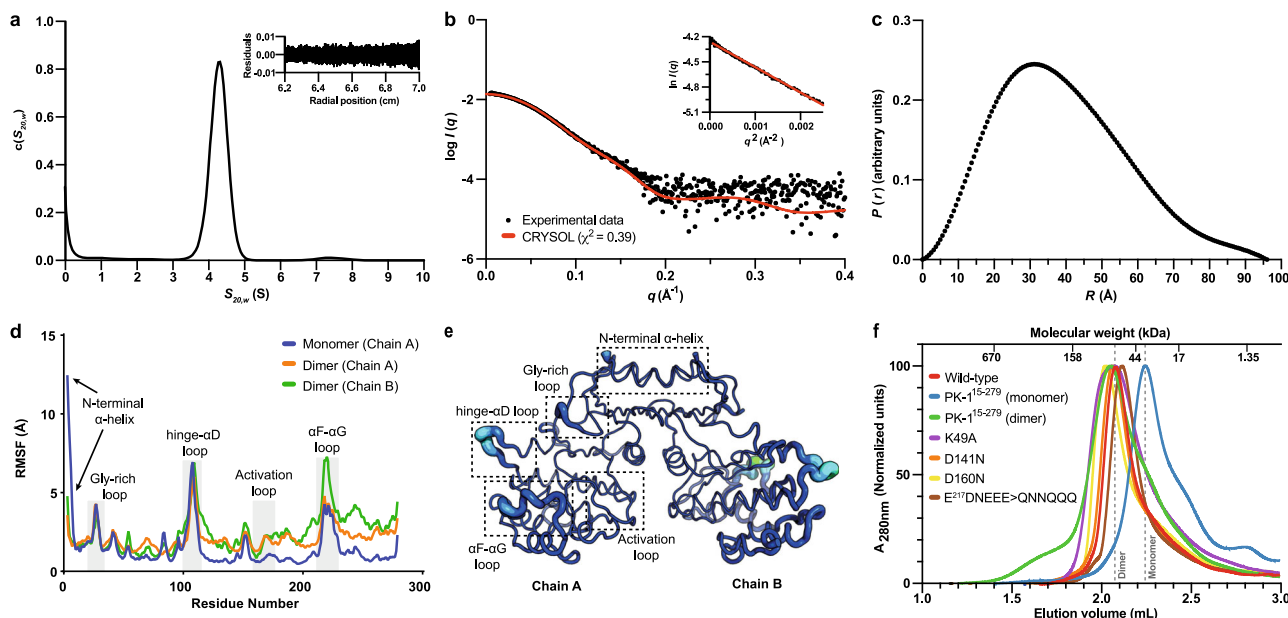 a
c(S20,w)
1.0
0.8
0.6
0.4
0.2
0.0
0 1 2 3 4 5 6 7 8 9 10
S20,w (S)
Residuals
0.01
0.00
-0.01
6.2 6.4 6.6 6.8 7.0
Radial position (cm)
b
log I (q)
0
-2
-4
-6
0.0 0.1 0.2 0.3 0.4
q (Å-1)
Experimental data
CRYSOL (χ2 = 0.39)
ln I(q)
-4.2
-4.5
-4.8
-5.1
0.000 0.001 0.002
q2 (Å-2)
c
P (r) (arbitrary units)
0.3
0.2
0.1
0.0
0 10 20 30 40 50 60 70 80 90 100
R (Å)
d
RMSF (Å)
15
10
5
0
0 100 200 300
Residue Number
Monomer (Chain A)
Dimer (Chain A)
Dimer (Chain B)
N-terminal
α-helix
Gly-rich
loop
hinge-αD
loop
Activation
loop
αF-αG
loop
e
N-terminal α-helix
Gly-rich
loop
hinge-αD loop
αF-αG
loop
Activation
loop
Chain A
Chain B
f
Molecular weight (kDa)
670 158 44 17 1.35
A280nm (Normalized units)
100
50
0
1.0 1.5 2.0 2.5 3.0
Elution volume (mL)
Wild-type
PK-115-279 (monomer)
PK-115-279 (dimer)
K49A
D141N
D160N
E217DNEEE>QNNQQQ
Dimer
Monomer